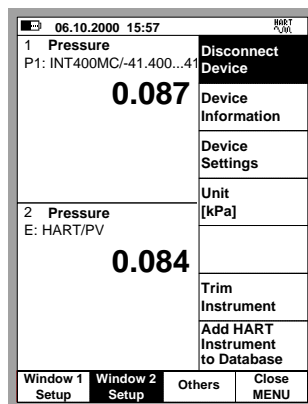 06.10.2000 15:57
HART
1 Pressure
P1: INT400MC/-41.400...41
0.087
2 Pressure
E: HART/PV
0.084
Disconnect
Device
Device
Information
Device
Settings
Unit
[kPa]
Trim
Instrument
Add HART
Instrument
to Database
Window 1
Setup
Window 2
Setup
Others
Close
MENU